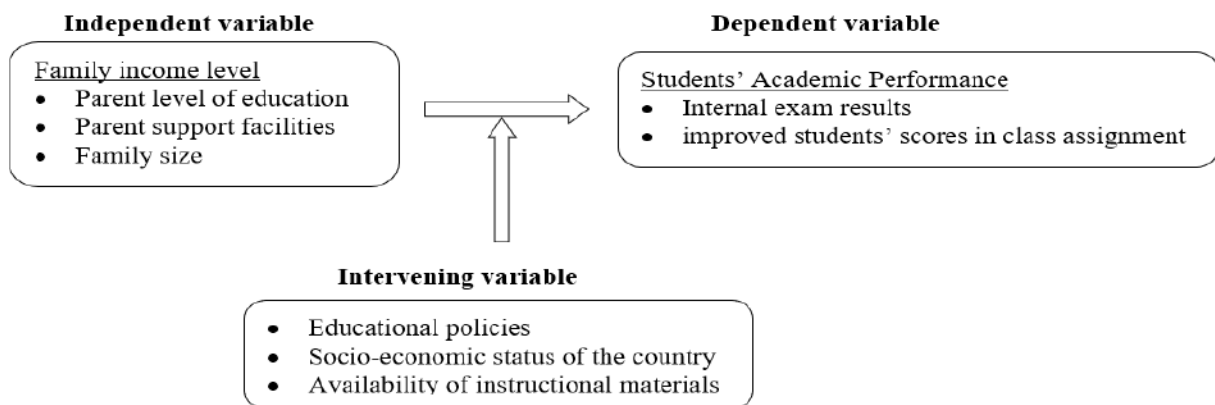 Independent variable
Family income level
• Parent level of education
• Parent support facilities
• Family size
Dependent variable
Students’ Academic Performance
• Internal exam results
• improved students’ scores in class assignment
Intervening variable
• Educational policies
• Socio-economic status of the country
• Availability of instructional materials